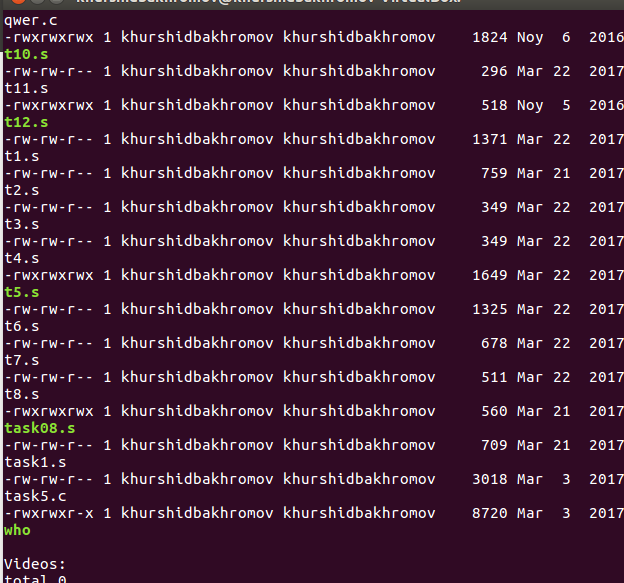 qwer.c
-rwxrwxrwx 1 khurshidbakhromov khurshidbakhromov 1824 Noy 6 2016
t10.s
-rw-rw-r-- 1 khurshidbakhromov khurshidbakhromov 296 Mar 22 2017
t11.s
-rwxrwxrwx 1 khurshidbakhromov khurshidbakhromov 518 Noy 5 2016
t12.s
-rw-rw-r-- 1 khurshidbakhromov khurshidbakhromov 1371 Mar 22 2017
t1.s
-rw-rw-r-- 1 khurshidbakhromov khurshidbakhromov 759 Mar 21 2017
t2.s
-rw-rw-r-- 1 khurshidbakhromov khurshidbakhromov 349 Mar 22 2017
t3.s
-rw-rw-r-- 1 khurshidbakhromov khurshidbakhromov 349 Mar 22 2017
t4.s
-rwxrwxrwx 1 khurshidbakhromov khurshidbakhromov 1649 Mar 22 2017
t5.s
-rw-rw-r-- 1 khurshidbakhromov khurshidbakhromov 1325 Mar 22 2017
t6.s
-rw-rw-r-- 1 khurshidbakhromov khurshidbakhromov 678 Mar 22 2017
t7.s
-rw-rw-r-- 1 khurshidbakhromov khurshidbakhromov 511 Mar 22 2017
t8.s
-rwxrwxrwx 1 khurshidbakhromov khurshidbakhromov 560 Mar 21 2017
task08.s
-rw-rw-r-- 1 khurshidbakhromov khurshidbakhromov 709 Mar 21 2017
task1.s
-rw-rw-r-- 1 khurshidbakhromov khurshidbakhromov 3018 Mar 3 2017
task5.c
-rwxrwxr-x 1 khurshidbakhromov khurshidbakhromov 8720 Mar 3 2017
who
Videos:
total 0